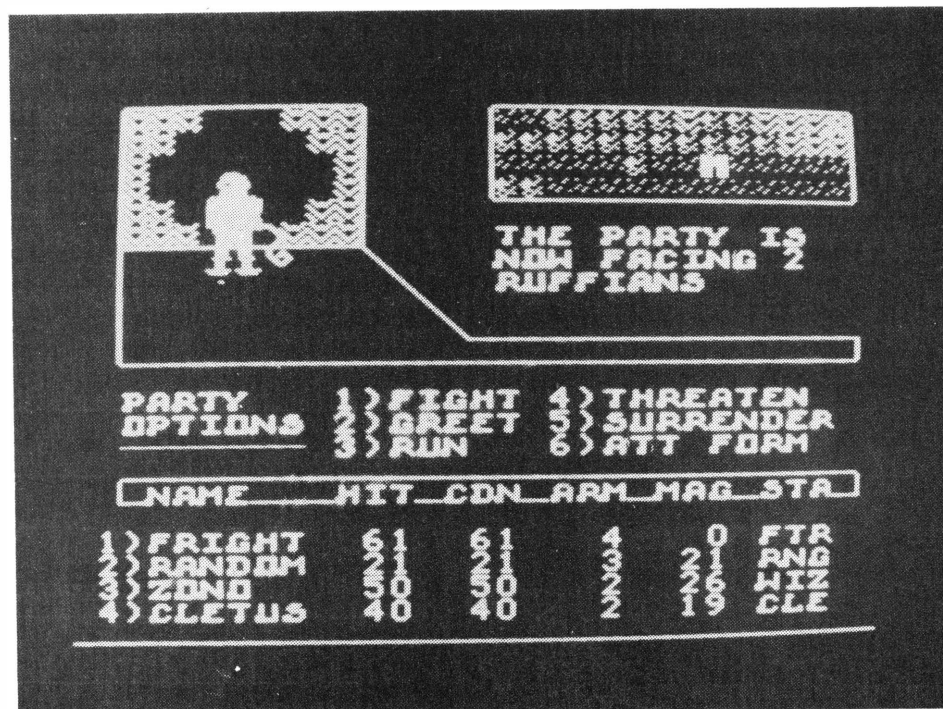 THE PARTY IS
NOW FACING 2
RUFFIANS
PARTY
OPTIONS
1)FIGHT 4)THREATEN
2)GREET 5)SURRENDER
3)RUN 6)ATT FORM
NAME HIT CDN ARM MAG STA
1)FRIGHT 61 61 4 0 FTR
2)RANDOM 21 21 3 21 RNG
3)ZOND 50 50 2 26 WIZ
4)CLETUS 40 40 2 19 CLE